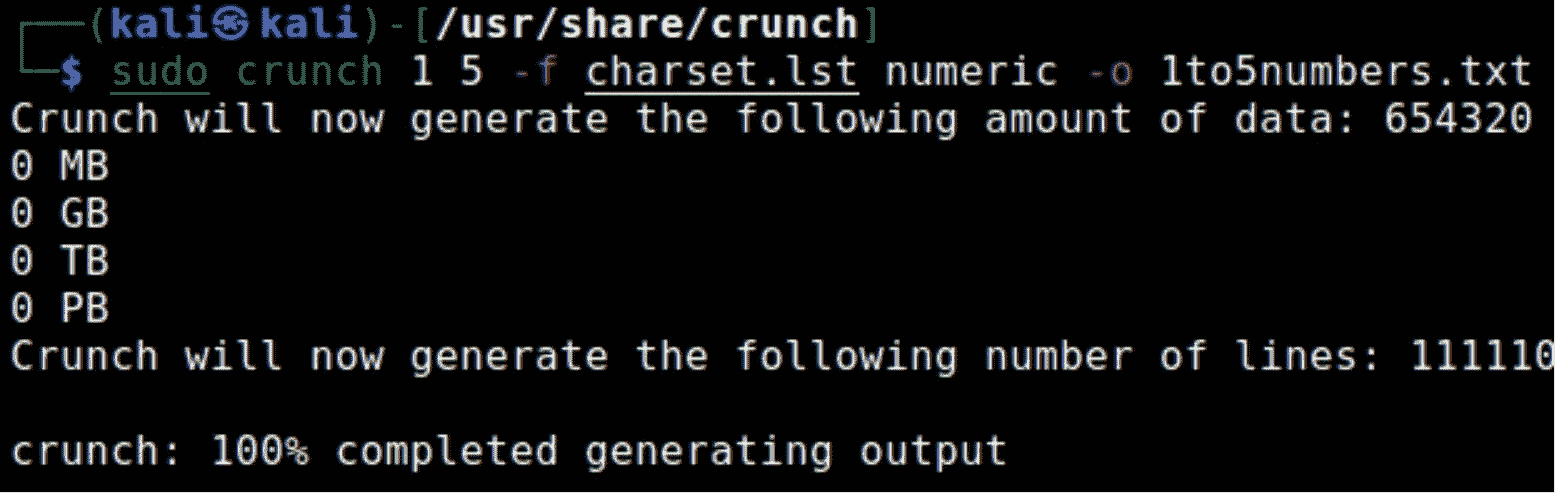 ┌──(kali㉿kali)-[/usr/share/crunch]
└─$ sudo crunch 1 5 -f charset.lst numeric -o 1to5numbers.txt
Crunch will now generate the following amount of data: 654320
0 MB
0 GB
0 TB
0 PB
Crunch will now generate the following number of lines: 111110
crunch: 100% completed generating output